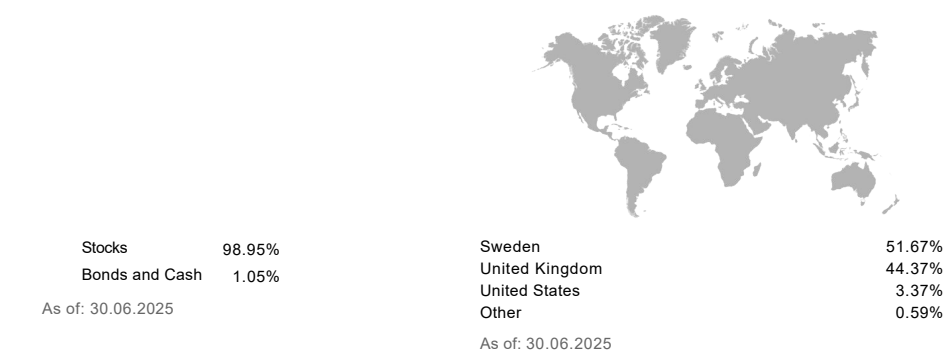 Stocks 98.95%
Bonds and Cash 1.05%
As of: 30.06.2025
Sweden 51.67%
United Kingdom 44.37%
United States 3.37%
Other 0.59%
As of: 30.06.2025